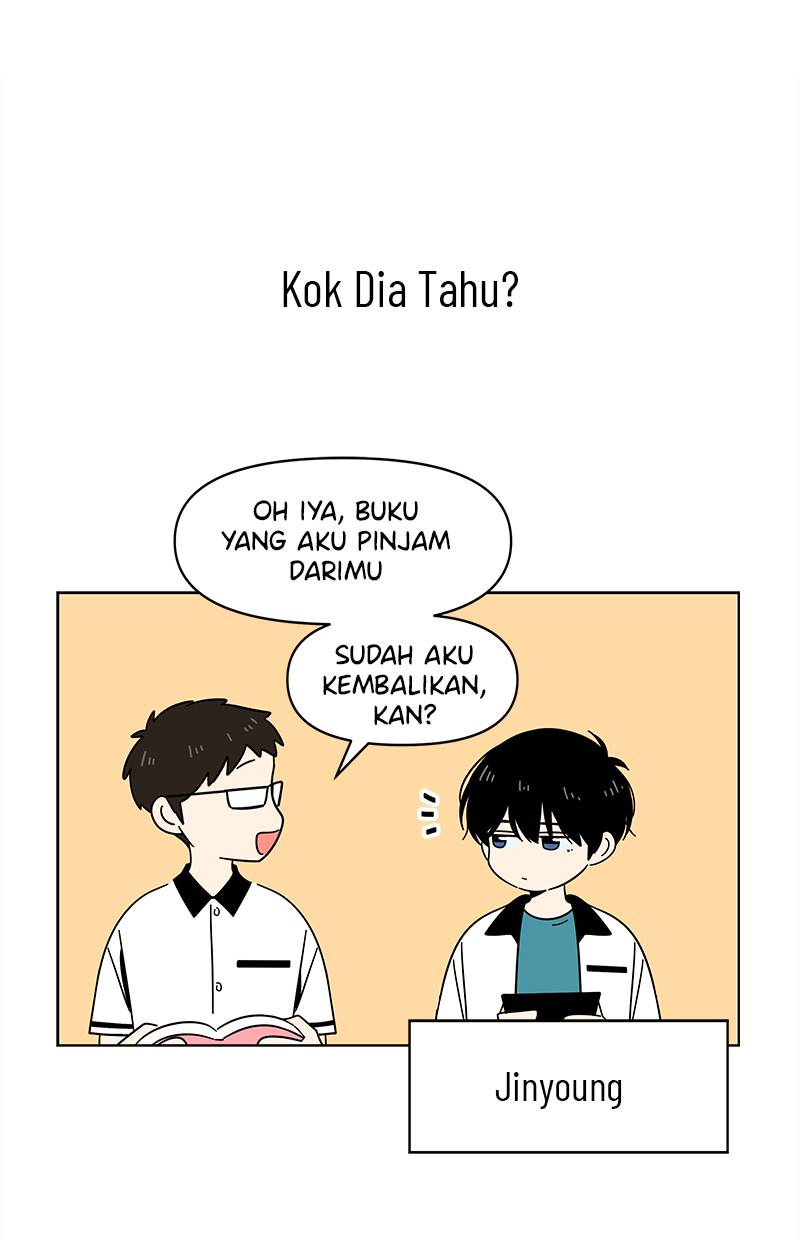 Kok Dia Tahu?
OH IYA, BUKU
YANG AKU PINJAM
DARIMU
SUDAH AKU
KEMBALIKAN,
KAN?
Jinyoung